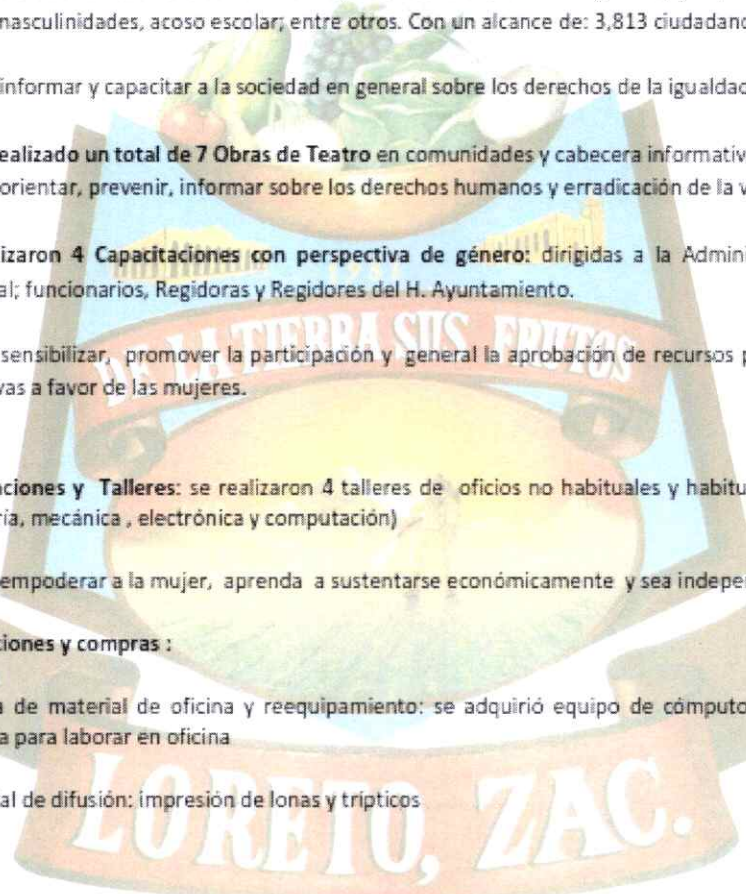 masculinidades, acoso escolar; entre otros. Con un alcance de: 3,813 ciudadano
informar y capacitar a la sociedad en general sobre los derechos de la igualdad
ealizado un total de 7 Obras de Teatro en comunidades y cabecera informativ
orientar, prevenir, informar sobre los derechos humanos y erradicación de la v
izaron 4 Capacitaciones con perspectiva de género: dirigidas a la Admini
al; funcionarios, Regidoras y Regidores del H. Ayuntamiento.
1931
DE LA TIERRA SUS FRUTOS
sensibilizar, promover la participación y general la aprobación de recursos p
vas a favor de las mujeres.
aciones y Talleres: se realizaron 4 talleres de oficios no habituales y habitu
ría, mecánica , electrónica y computación)
empoderar a la mujer, aprenda a sustentarse económicamente y sea indepe
ciones y compras :
a de material de oficina y reequipamiento: se adquirió equipo de cómputo
a para laborar en oficina
al de difusión: impresión de lonas y trípticos
LORETO, ZAC.